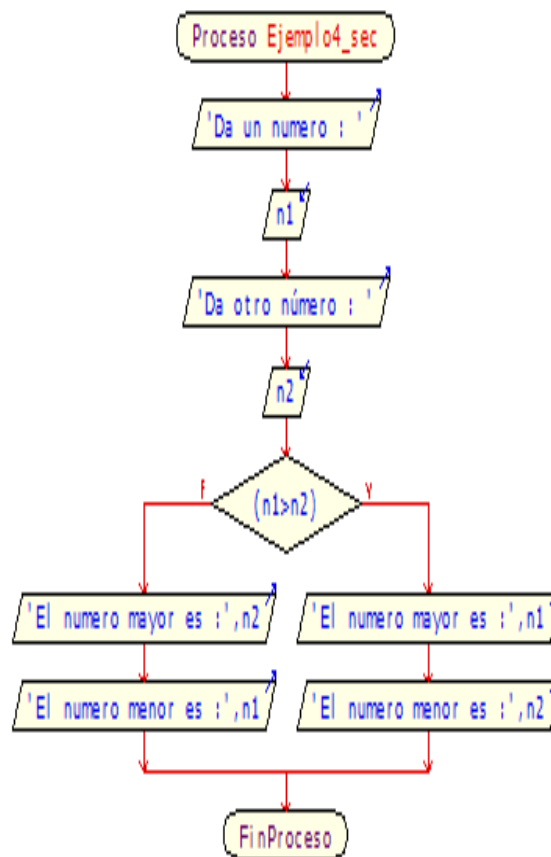 Proceso Ejemplo4_sec
'Da un numero : '
n1
'Da otro número : '
n2
(n1>n2)
F
V
'El numero mayor es :',n2
'El numero mayor es :',n1
'El numero menor es :',n1
'El numero menor es :',n2
FinProceso